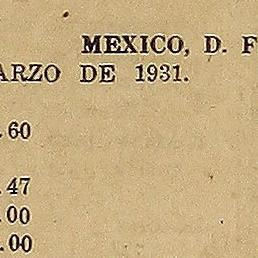 MEXICO, D. F
ARZO DE 1931.
.60
.47
.00
.00